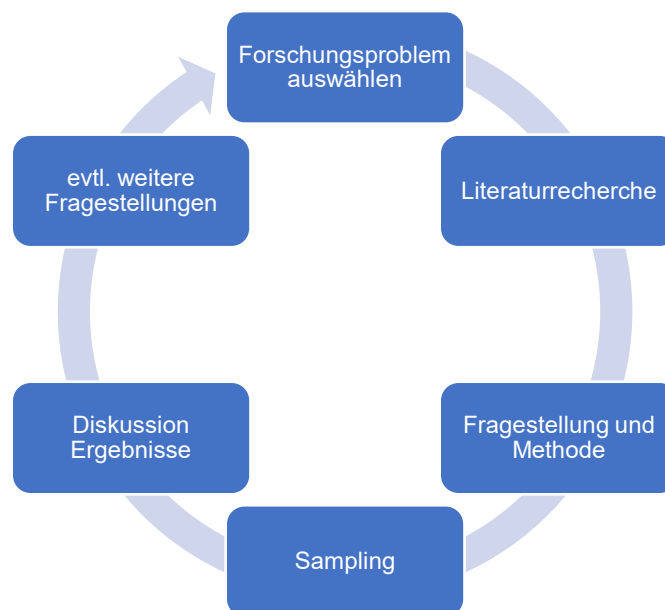 Forschungsproblem
auswählen
Literaturrecherche
Fragestellung und
Methode
Sampling
Diskussion
Ergebnisse
evtl. weitere
Fragestellungen